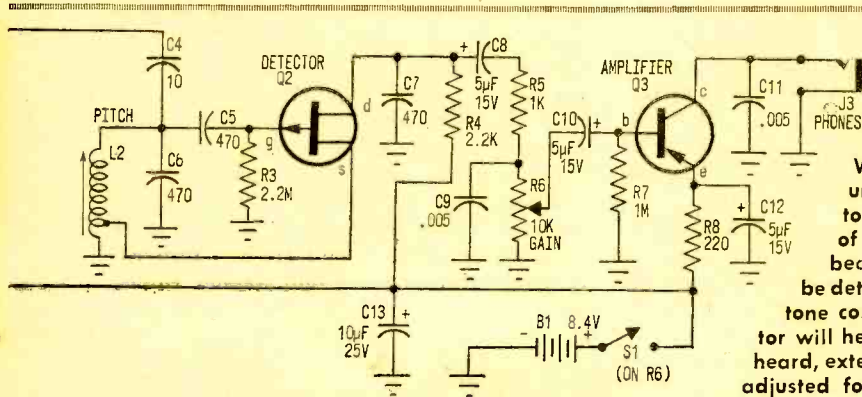 C4
10
DETECTOR
Q2
PITCH
L2
C5
470
C6
470
R3
2.2M
g
d
s
C7
470
+ C8
5µF
15V
R4
2.2K
R5
1K
C9
.005
R6
10K
GAIN
C10
5µF +
15V
AMPLIFIER
Q3
b
c
e
R7
1M
C11
.005
J3
PHONES
R8
220
+ C12
5µF
15V
C13 +
10µF
25V
- B1 8.4V +
S1
(ON R6)
to
of
be det
tone co
tor will he
heard, exte
adjusted fo